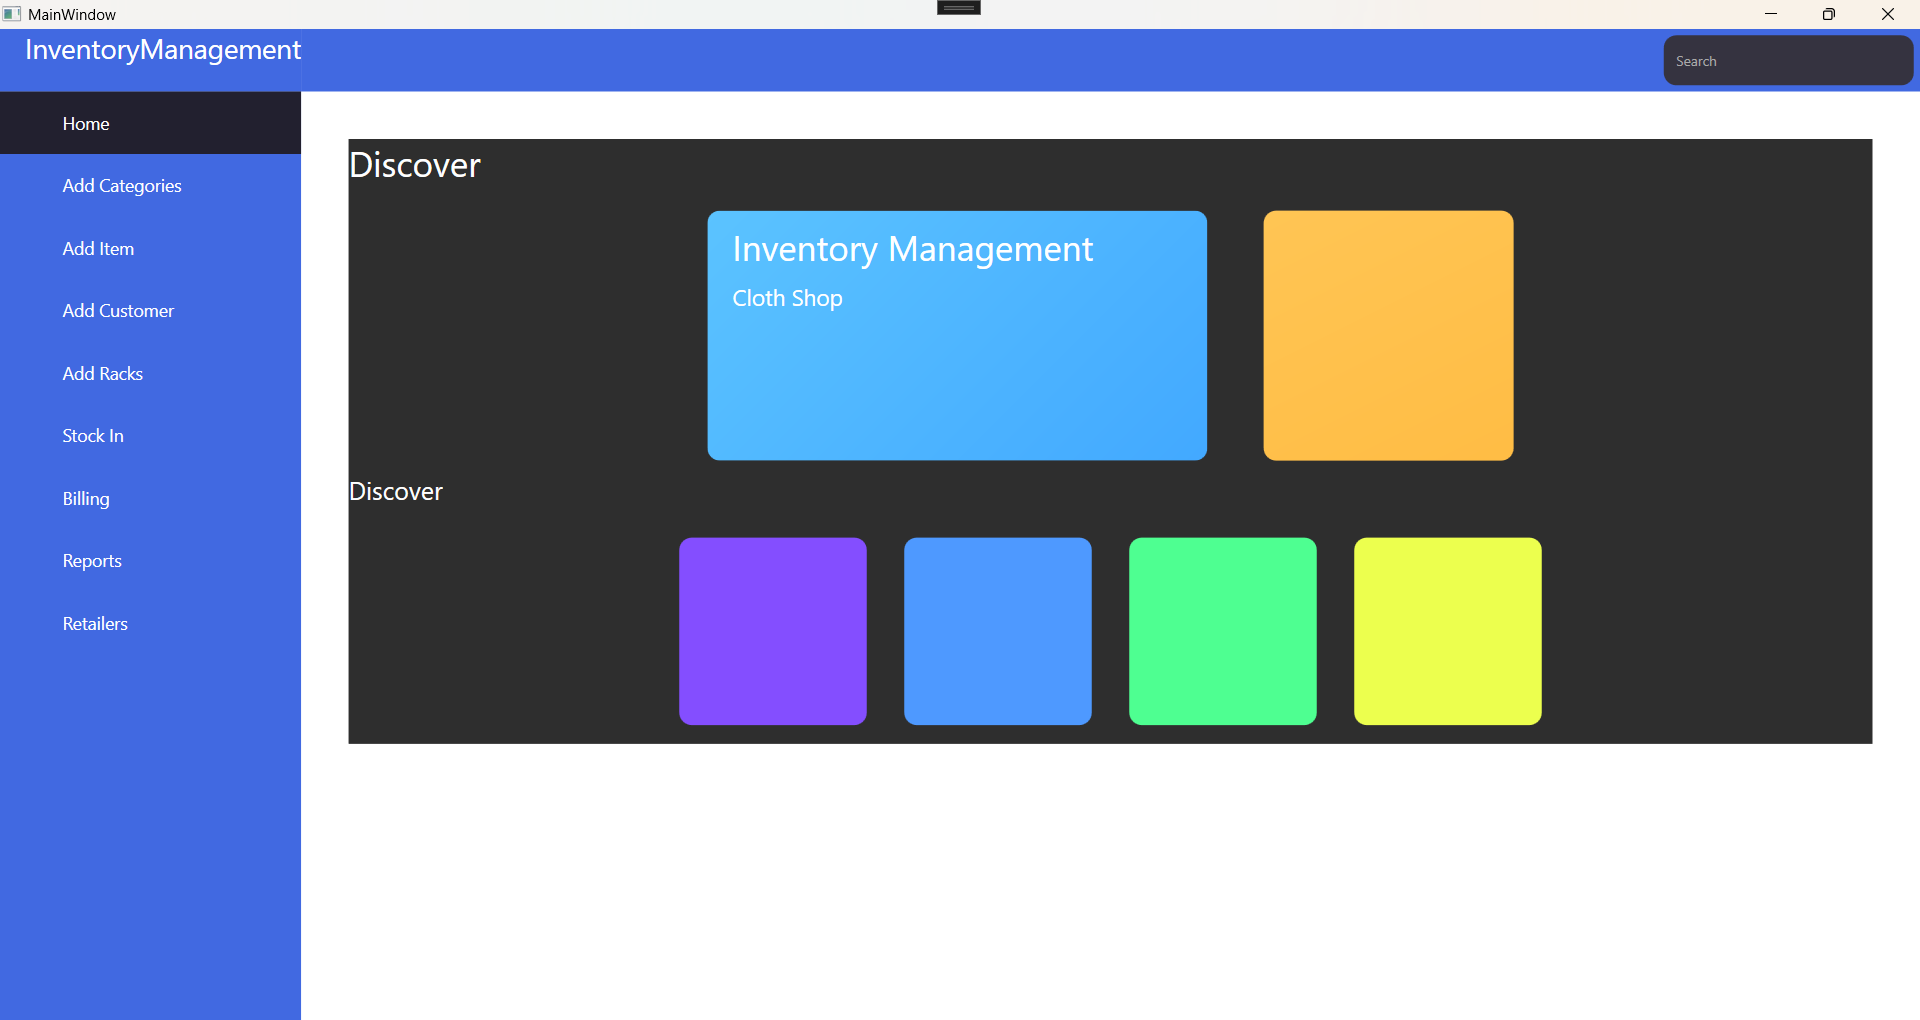 MainWindow
InventoryManagement
Search
Home
Add Categories
Add Item
Add Customer
Add Racks
Stock In
Billing
Reports
Retailers
Discover
Inventory Management
Cloth Shop
Discover